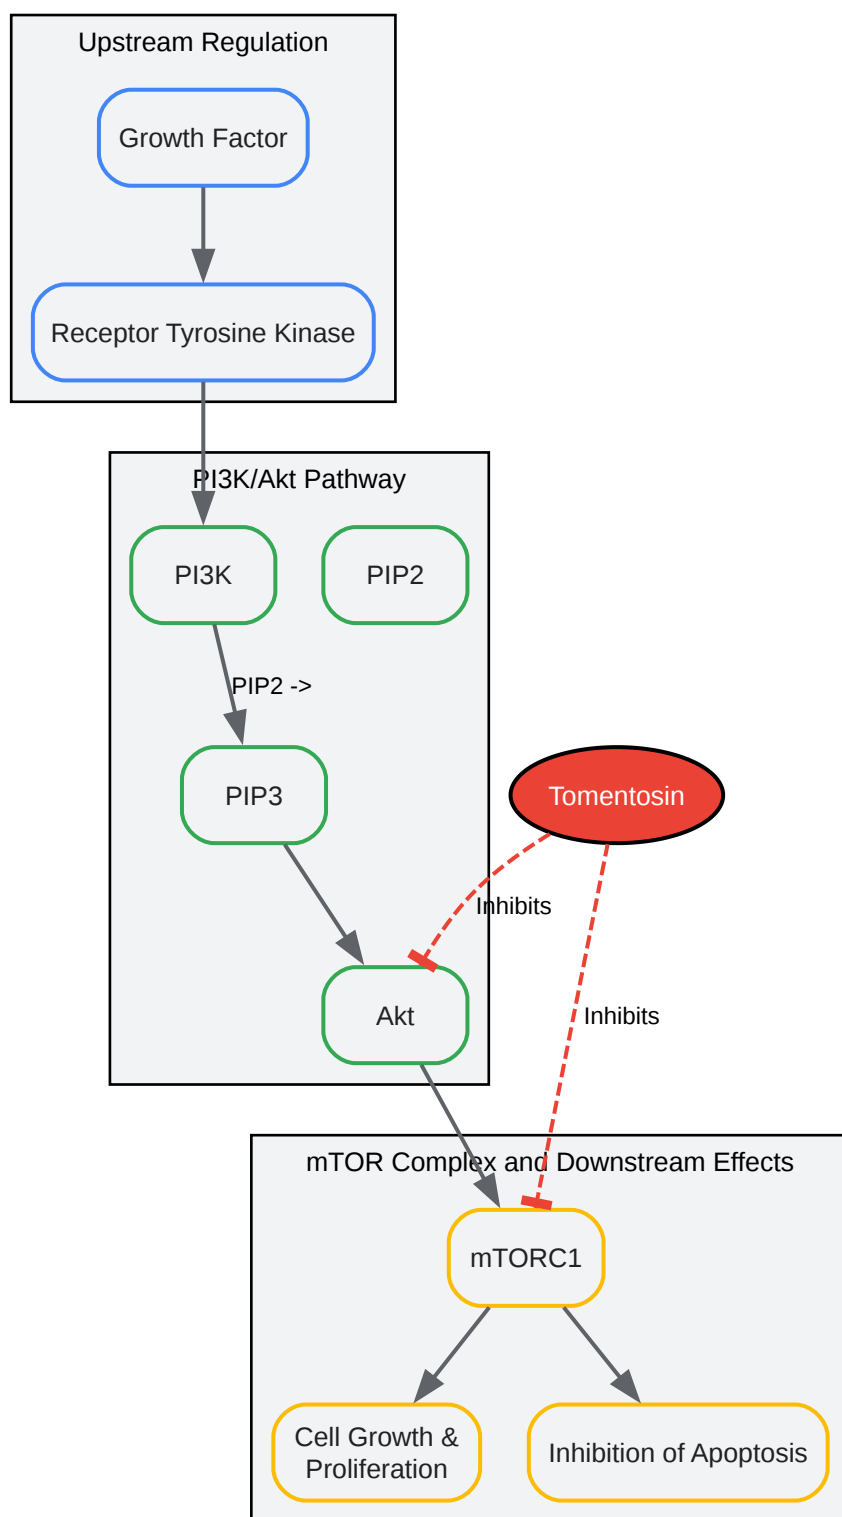 Upstream Regulation
Growth Factor
Receptor Tyrosine Kinase
PI3K/Akt Pathway
PI3K
PIP2
PIP2 ->
PIP3
Tomentosin
Inhibits
Akt
Inhibits
mTOR Complex and Downstream Effects
mTORC1
Cell Growth &
Proliferation
Inhibition of Apoptosis